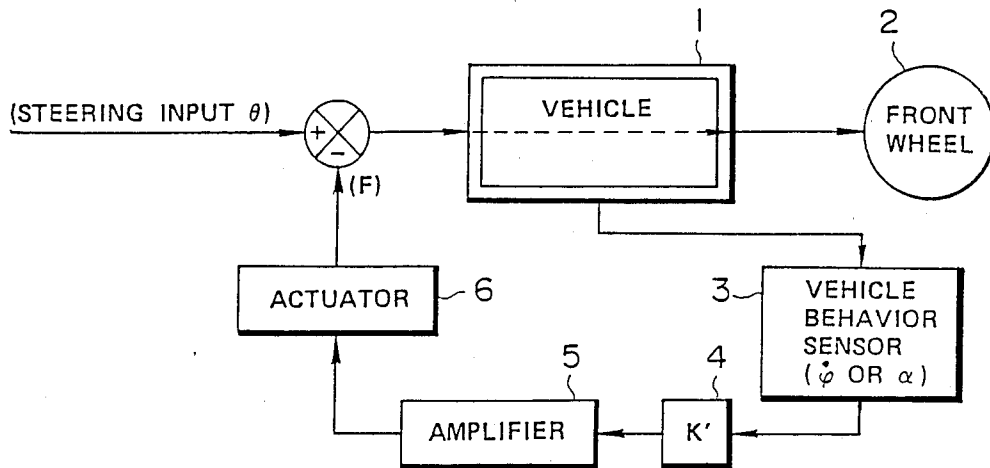 1
2
(STEERING INPUT θ)
+
−
VEHICLE
FRONT
WHEEL
(F)
ACTUATOR
6
3
VEHICLE
BEHAVIOR
SENSOR
(φ̇ OR α)
5
4
AMPLIFIER
K'